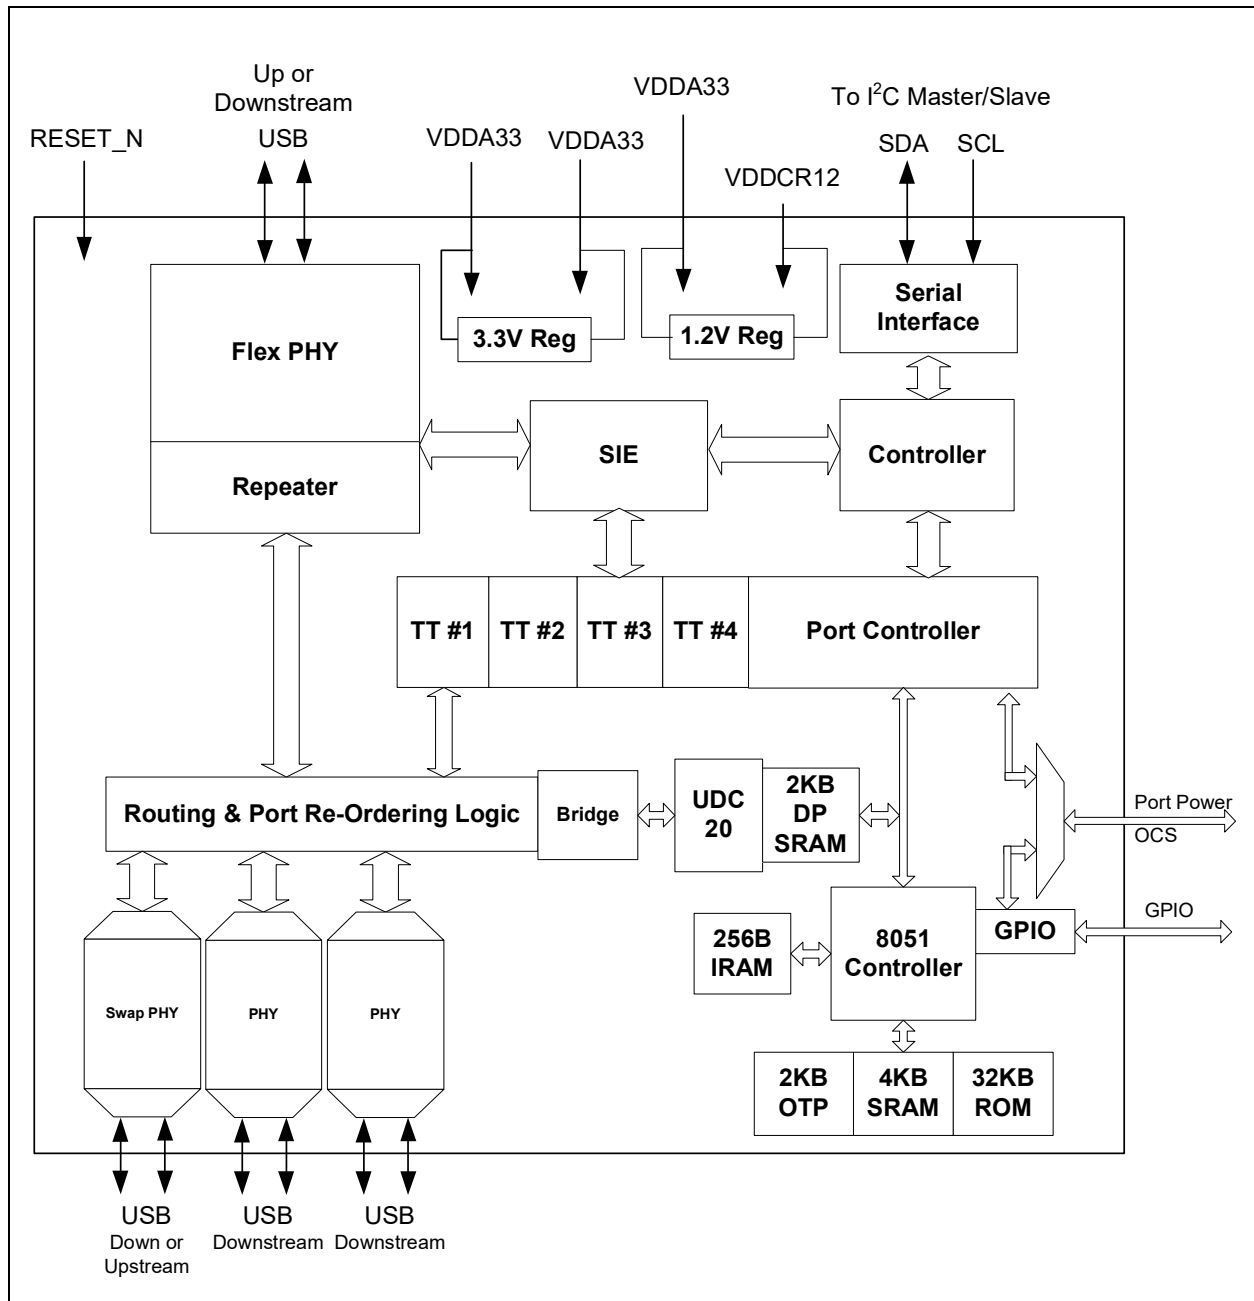 Up or
Downstream
USB
RESET_N
VDDA33
VDDA33
VDDA33
VDDCR12
To I²C Master/Slave
SDA
SCL
Flex PHY
Repeater
3.3V Reg
1.2V Reg
Serial
Interface
SIE
Controller
TT #1
TT #2
TT #3
TT #4
Port Controller
Routing & Port Re-Ordering Logic
Bridge
UDC
20
2KB
DP
SRAM
Port Power
OCS
256B
IRAM
8051
Controller
GPIO
GPIO
Swap PHY
PHY
PHY
2KB
OTP
4KB
SRAM
32KB
ROM
USB
Down or
Upstream
USB
Downstream
USB
Downstream